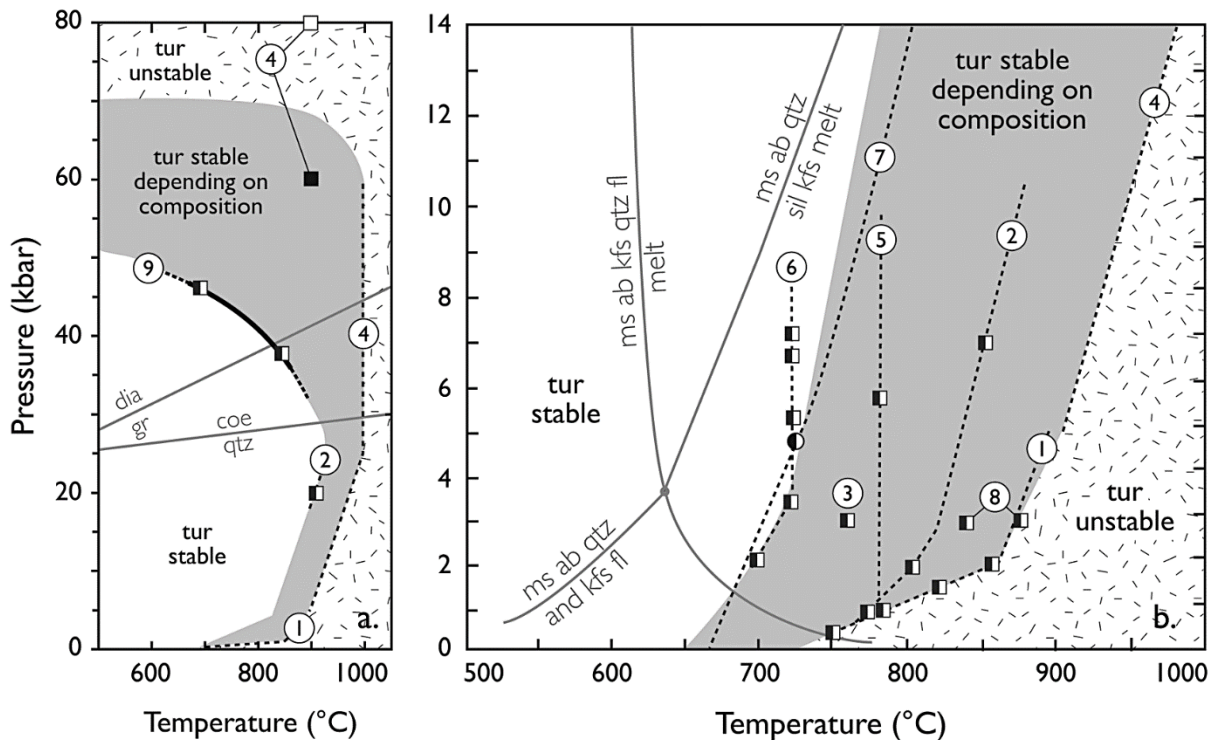 80
60
40
20
0
Pressure (kbar)
tur
unstable
4
tur stable
depending on
composition
9
4
dia
gr
coe
qtz
2
tur
stable
1
a.
600
800
1000
Temperature (°C)
14
12
10
8
6
4
2
0
tur stable
depending on
composition
4
ms ab qtz
sil kfs melt
7
ms ab kfs qtz fl
melt
6
5
2
tur
stable
3
8
1
ms ab qtz
and kfs fl
tur
unstable
b.
500
600
700
800
900
1000
Temperature (°C)